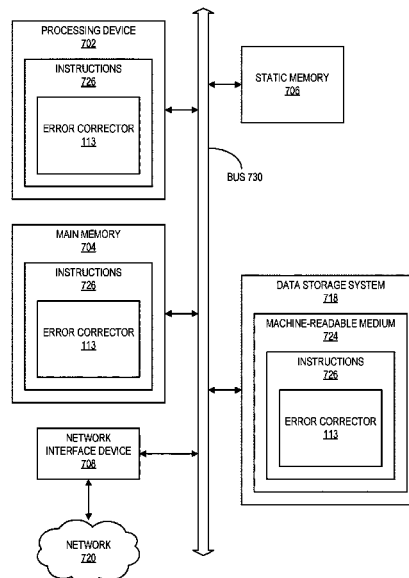 PROCESSING DEVICE
702
INSTRUCTIONS
726
ERROR CORRECTOR
113
STATIC MEMORY
706
BUS 730
MAIN MEMORY
704
INSTRUCTIONS
726
ERROR CORRECTOR
113
DATA STORAGE SYSTEM
718
MACHINE-READABLE MEDIUM
724
INSTRUCTIONS
726
ERROR CORRECTOR
113
NETWORK
INTERFACE DEVICE
708
NETWORK
720